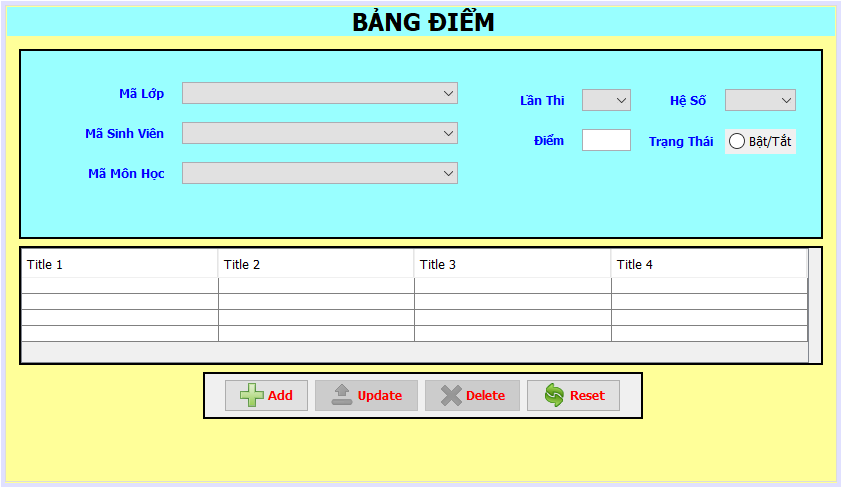 BẢNG ĐIỂM
Mã Lớp
Lần Thi
Hệ Số
Mã Sinh Viên
Điểm
Trạng Thái
Bật/Tắt
Mã Môn Học
Title 1
Title 2
Title 3
Title 4
Add
Update
Delete
Reset